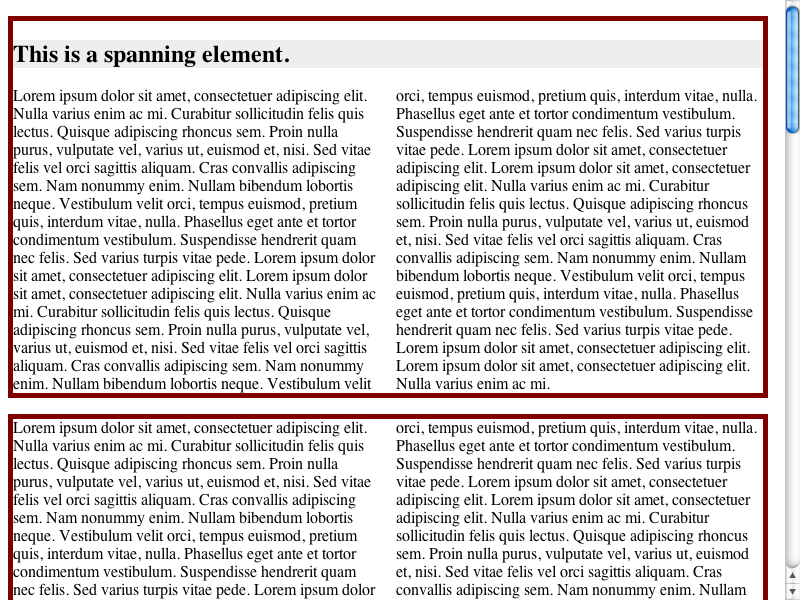 This is a spanning element.
Lorem ipsum dolor sit amet, consectetuer adipiscing elit.
Nulla varius enim ac mi. Curabitur sollicitudin felis quis
lectus. Quisque adipiscing rhoncus sem. Proin nulla
purus, vulputate vel, varius ut, euismod et, nisi. Sed vitae
felis vel orci sagittis aliquam. Cras convallis adipiscing
sem. Nam nonummy enim. Nullam bibendum lobortis
neque. Vestibulum velit orci, tempus euismod, pretium
quis, interdum vitae, nulla. Phasellus eget ante et tortor
condimentum vestibulum. Suspendisse hendrerit quam
nec felis. Sed varius turpis vitae pede. Lorem ipsum dolor
sit amet, consectetuer adipiscing elit. Lorem ipsum dolor
sit amet, consectetuer adipiscing elit. Nulla varius enim ac
mi. Curabitur sollicitudin felis quis lectus. Quisque
adipiscing rhoncus sem. Proin nulla purus, vulputate vel,
varius ut, euismod et, nisi. Sed vitae felis vel orci sagittis
aliquam. Cras convallis adipiscing sem. Nam nonummy
enim. Nullam bibendum lobortis neque. Vestibulum velit
orci, tempus euismod, pretium quis, interdum vitae, nulla.
Phasellus eget ante et tortor condimentum vestibulum.
Suspendisse hendrerit quam nec felis. Sed varius turpis
vitae pede. Lorem ipsum dolor sit amet, consectetuer
adipiscing elit. Lorem ipsum dolor sit amet, consectetuer
adipiscing elit. Nulla varius enim ac mi. Curabitur
sollicitudin felis quis lectus. Quisque adipiscing rhoncus
sem. Proin nulla purus, vulputate vel, varius ut, euismod
et, nisi. Sed vitae felis vel orci sagittis aliquam. Cras
convallis adipiscing sem. Nam nonummy enim. Nullam
bibendum lobortis neque. Vestibulum velit orci, tempus
euismod, pretium quis, interdum vitae, nulla. Phasellus
eget ante et tortor condimentum vestibulum. Suspendisse
hendrerit quam nec felis. Sed varius turpis vitae pede.
Lorem ipsum dolor sit amet, consectetuer adipiscing elit.
Lorem ipsum dolor sit amet, consectetuer adipiscing elit.
Nulla varius enim ac mi.
Lorem ipsum dolor sit amet, consectetuer adipiscing elit.
Nulla varius enim ac mi. Curabitur sollicitudin felis quis
lectus. Quisque adipiscing rhoncus sem. Proin nulla
purus, vulputate vel, varius ut, euismod et, nisi. Sed vitae
felis vel orci sagittis aliquam. Cras convallis adipiscing
sem. Nam nonummy enim. Nullam bibendum lobortis
neque. Vestibulum velit orci, tempus euismod, pretium
quis, interdum vitae, nulla. Phasellus eget ante et tortor
condimentum vestibulum. Suspendisse hendrerit quam
nec felis. Sed varius turpis vitae pede. Lorem ipsum dolor
orci, tempus euismod, pretium quis, interdum vitae, nulla.
Phasellus eget ante et tortor condimentum vestibulum.
Suspendisse hendrerit quam nec felis. Sed varius turpis
vitae pede. Lorem ipsum dolor sit amet, consectetuer
adipiscing elit. Lorem ipsum dolor sit amet, consectetuer
adipiscing elit. Nulla varius enim ac mi. Curabitur
sollicitudin felis quis lectus. Quisque adipiscing rhoncus
sem. Proin nulla purus, vulputate vel, varius ut, euismod
et, nisi. Sed vitae felis vel orci sagittis aliquam. Cras
convallis adipiscing sem. Nam nonummy enim. Nullam